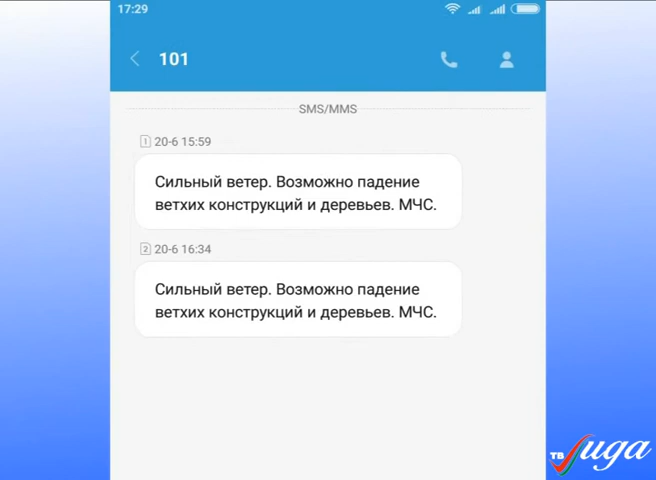 17:29
101
SMS/MMS
1 20-6 15:59
Сильный ветер. Возможно падение
ветхих конструкций и деревьев. МЧС.
2 20-6 16:34
Сильный ветер. Возможно падение
ветхих конструкций и деревьев. МЧС.
ТВ Лида